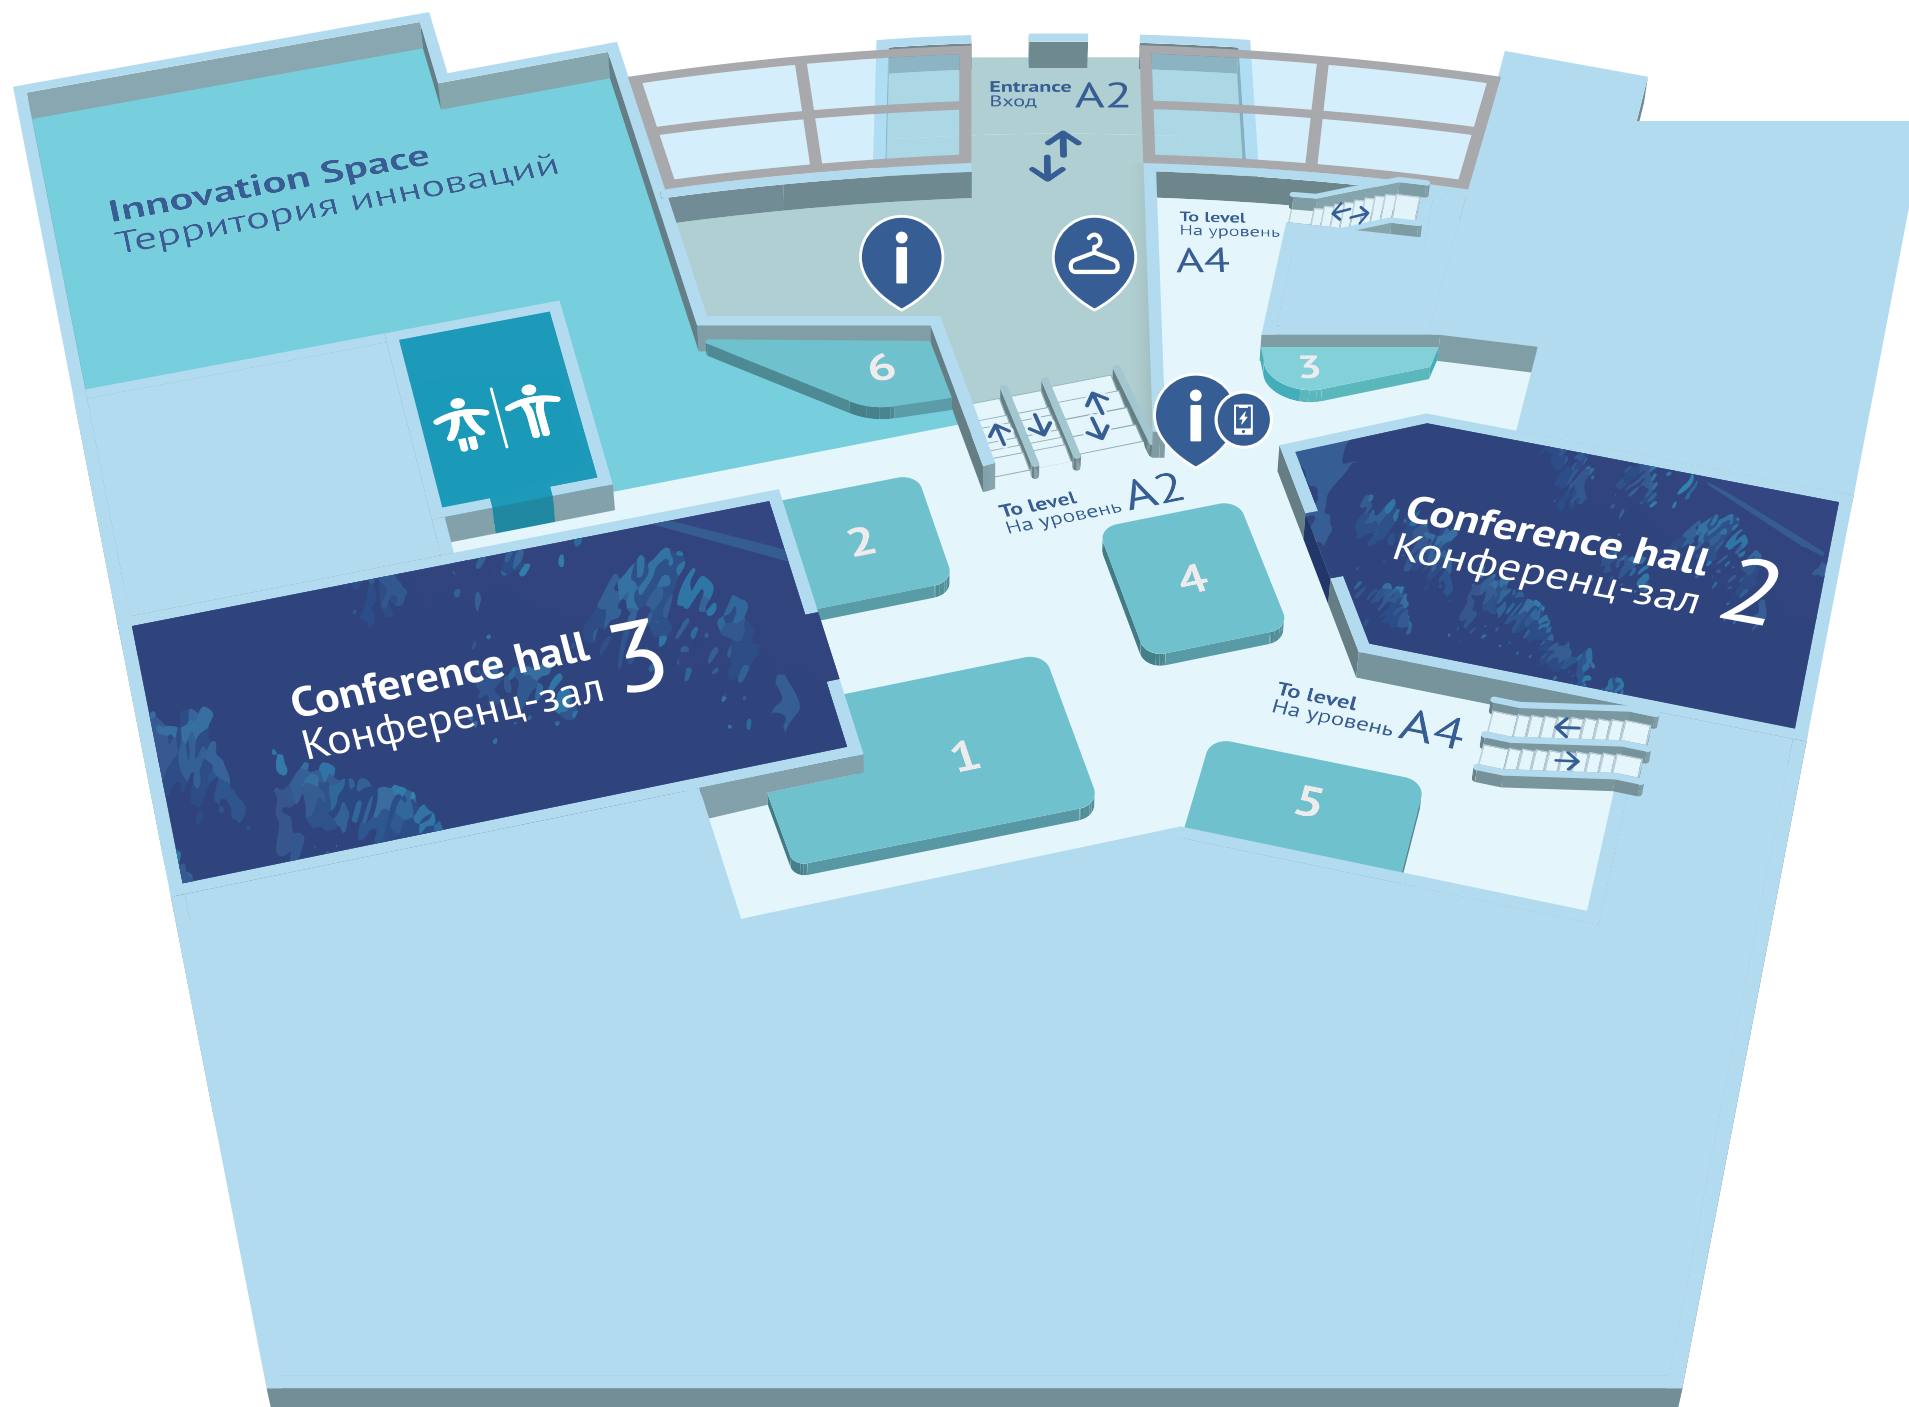 Entrance
Вход
A2
Innovation Space
Территория инноваций
To level
На уровень
A4
6
3
To level
На уровень
A2
2
4
Conference hall
Конференц-зал
2
Conference hall
Конференц-зал
3
To level
На уровень
A4
1
5